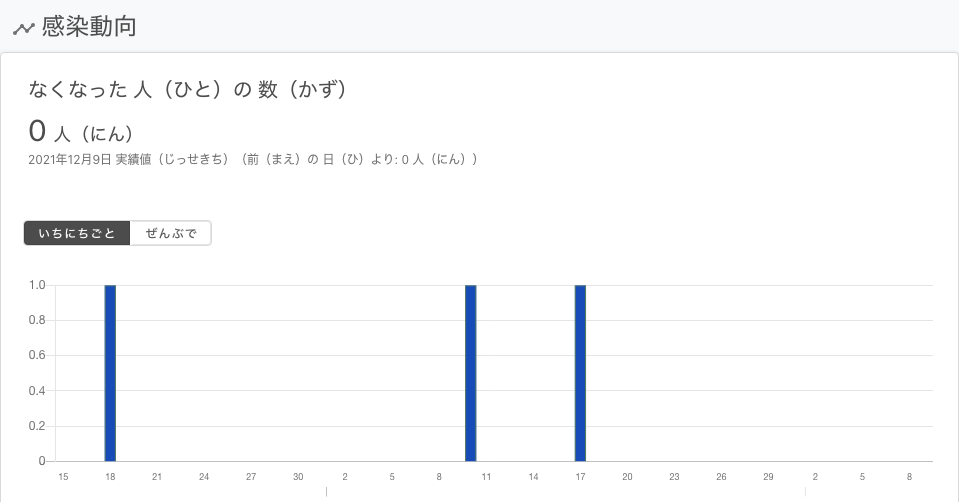 感染動向
なくなった 人（ひと）の 数（かず）
0 人（にん）
2021年12月9日 実績値（じっせきち）（前（まえ）の 日（ひ）より: 0 人（にん））
いちにちごと ぜんぶで
1.0
0.8
0.6
0.4
0.2
0
15 18 21 24 27 30 2 5 8 11 14 17 20 23 26 29 2 5 8